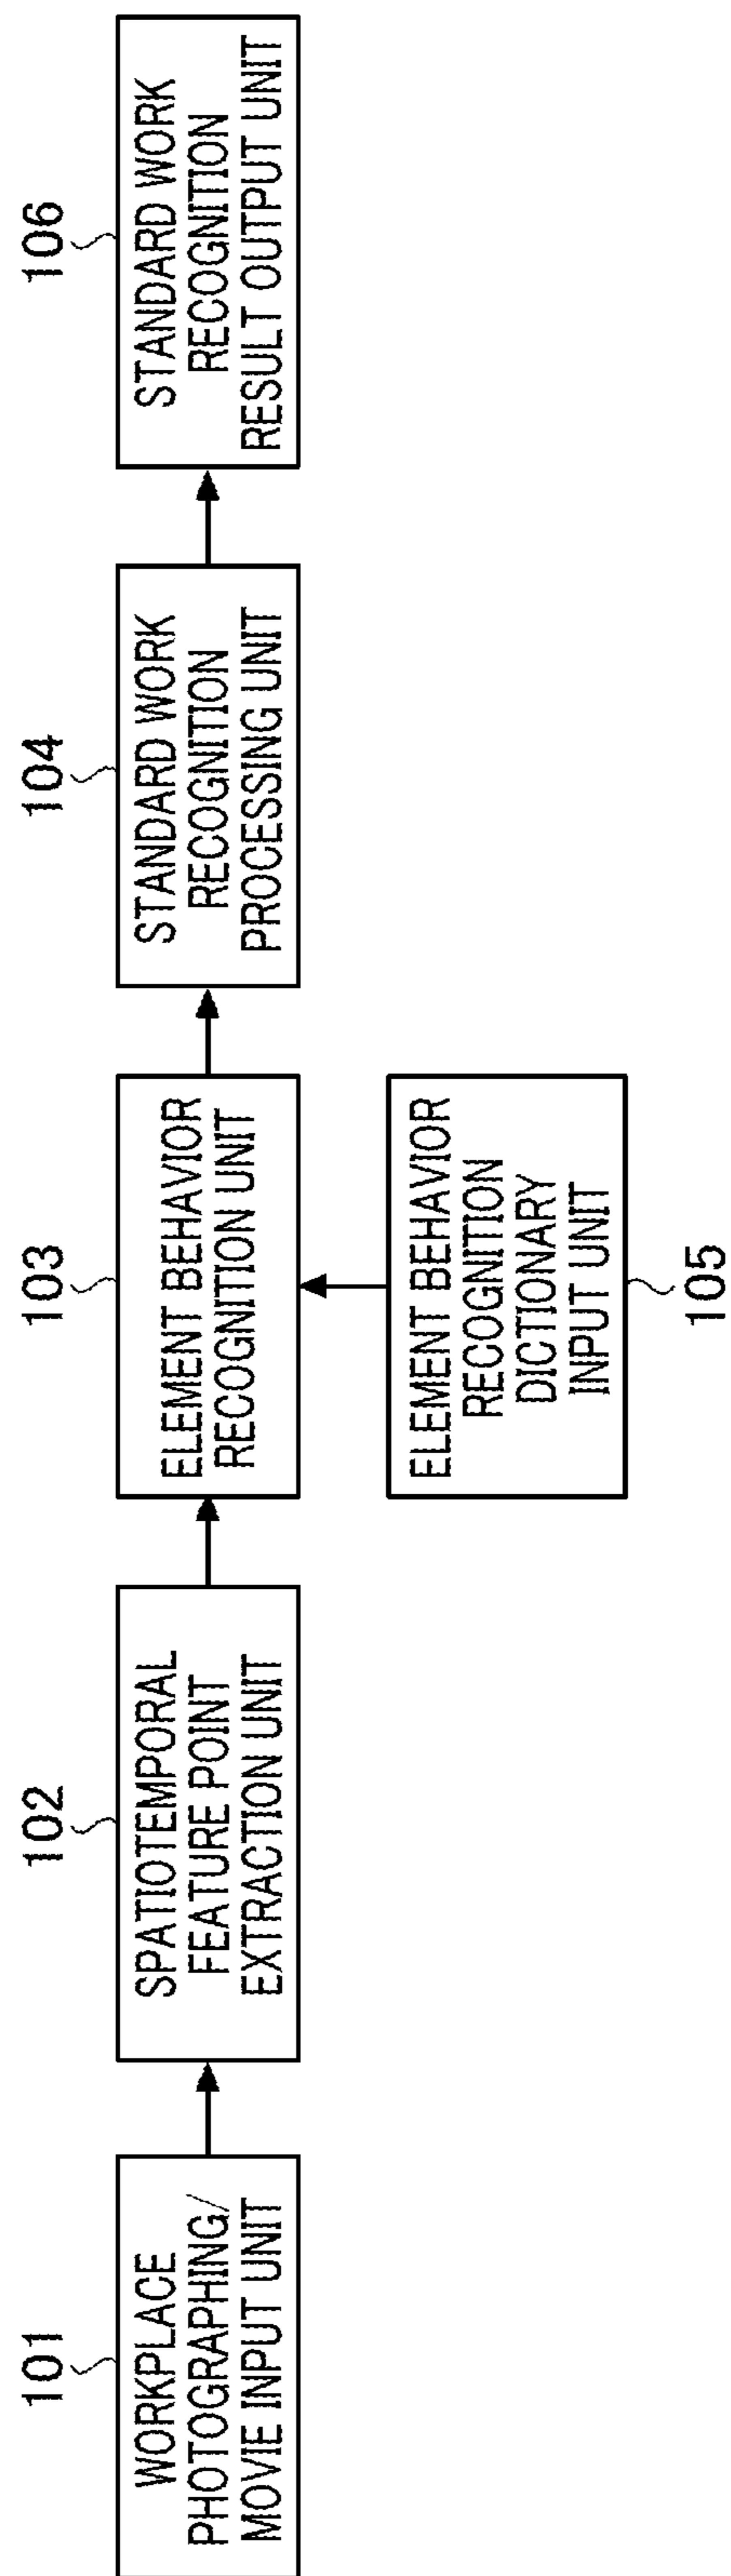 101
WORKPLACE
PHOTOGRAPHING/
MOVIE INPUT UNIT
102
SPATIOTEMPORAL
FEATURE POINT
EXTRACTION UNIT
103
ELEMENT BEHAVIOR
RECOGNITION UNIT
104
STANDARD WORK
RECOGNITION
PROCESSING UNIT
106
STANDARD WORK
RECOGNITION
RESULT OUTPUT UNIT
ELEMENT BEHAVIOR
RECOGNITION
DICTIONARY
INPUT UNIT
105